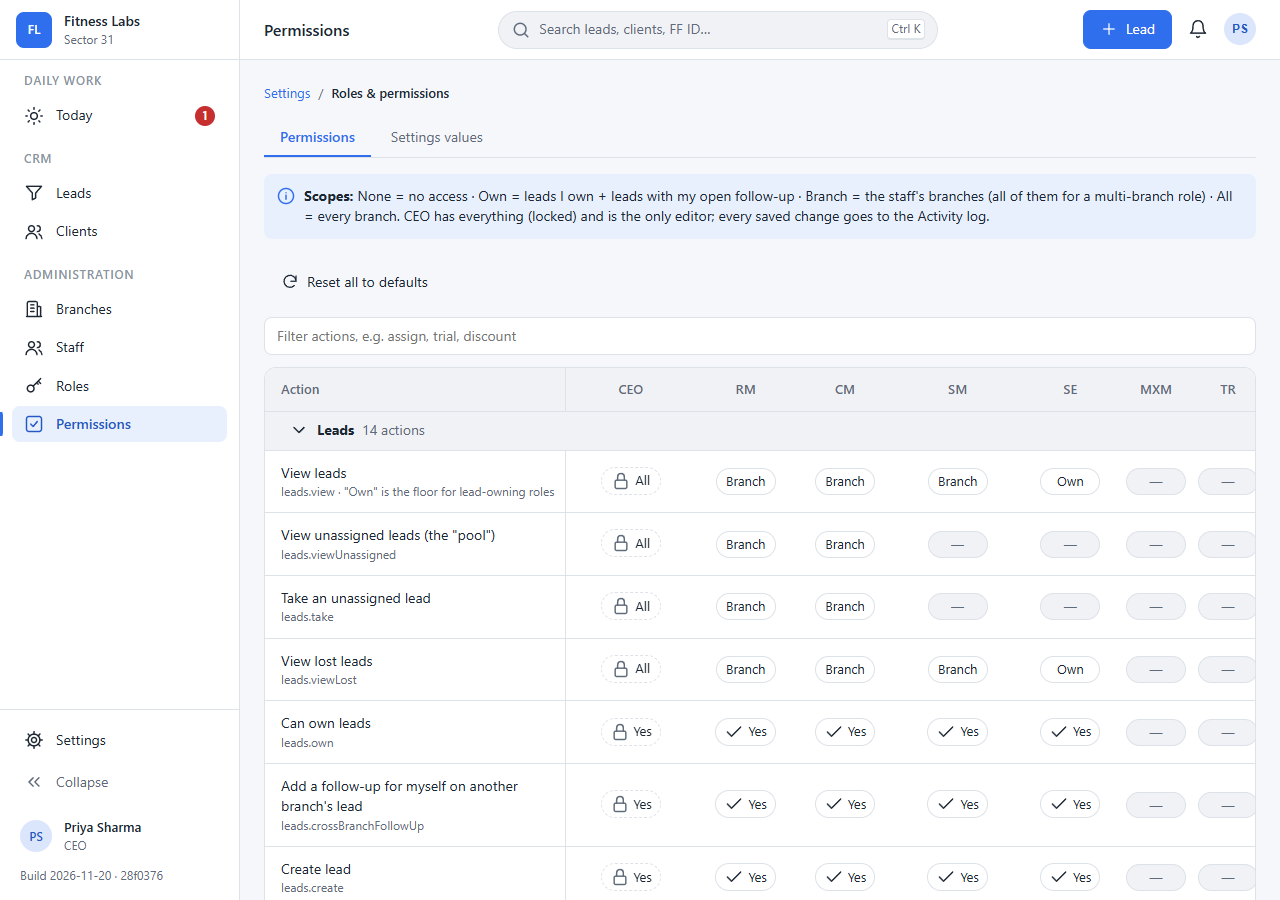 FL
Fitness Labs
Sector 31
Permissions
Search leads, clients, FF ID...
Ctrl K
Lead
PS
DAILY WORK
Today
1
CRM
Leads
Clients
ADMINISTRATION
Branches
Staff
Roles
Permissions
Settings
Collapse
PS
Priya Sharma
CEO
Build 2026-11-20 · 28f0376
Settings / Roles & permissions
Permissions
Settings values
Scopes: None = no access · Own = leads I own + leads with my open follow-up · Branch = the staff's branches (all of them for a multi-branch role) · All
= every branch. CEO has everything (locked) and is the only editor; every saved change goes to the Activity log.
Reset all to defaults
Filter actions, e.g. assign, trial, discount
Action CEO RM CM SM SE MXM TR
Leads 14 actions
View leads
leads.view · "Own" is the floor for lead-owning roles
All Branch Branch Branch Own — —
View unassigned leads (the "pool")
leads.viewUnassigned
All Branch Branch — — — —
Take an unassigned lead
leads.take
All Branch Branch — — — —
View lost leads
leads.viewLost
All Branch Branch Branch Own — —
Can own leads
leads.own
Yes Yes Yes Yes Yes — —
Add a follow-up for myself on another
branch's lead
leads.crossBranchFollowUp
Yes Yes Yes Yes Yes — —
Create lead
leads.create
Yes Yes Yes Yes Yes — —